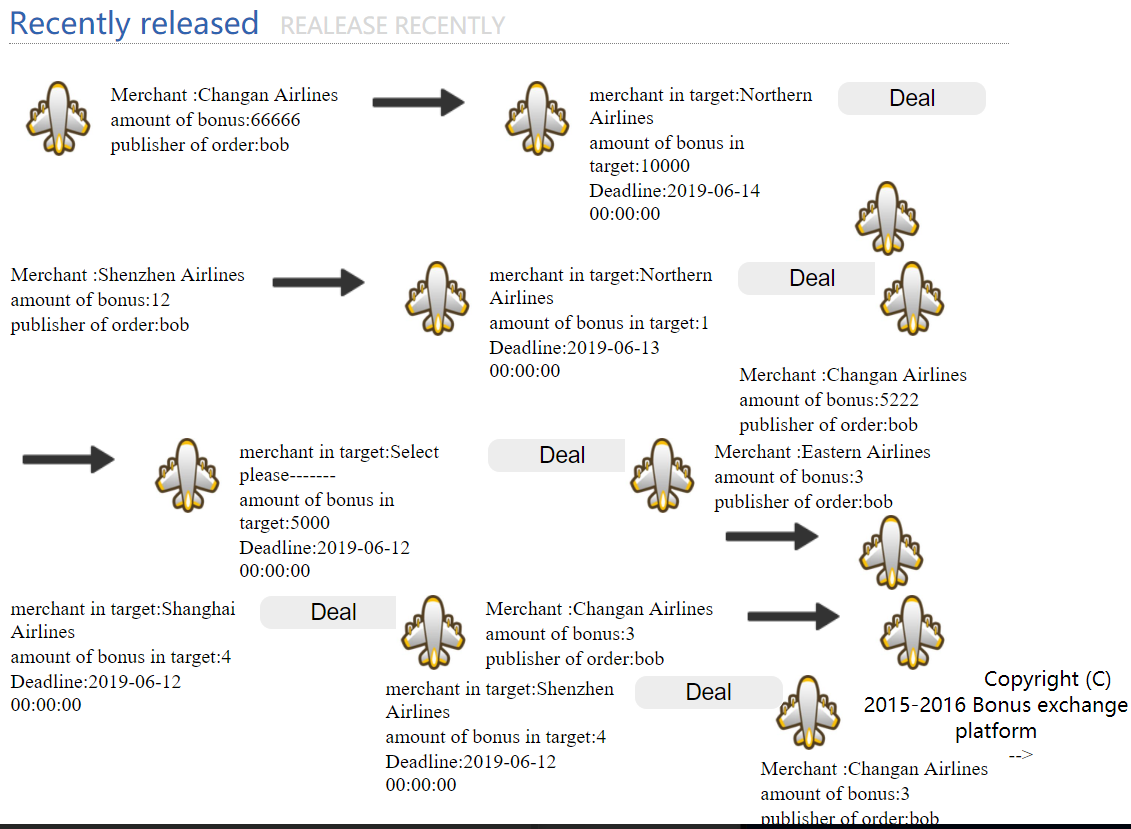 Recently released REALEASE RECENTLY
Merchant :Changan Airlines
amount of bonus:66666
publisher of order:bob
merchant in target:Northern
Airlines
amount of bonus in
target:10000
Deadline:2019-06-14
00:00:00
Deal
Merchant :Shenzhen Airlines
amount of bonus:12
publisher of order:bob
merchant in target:Northern
Airlines
amount of bonus in target:1
Deadline:2019-06-13
00:00:00
Deal
Merchant :Changan Airlines
amount of bonus:5222
publisher of order:bob
merchant in target:Select
please-------
amount of bonus in
target:5000
Deadline:2019-06-12
00:00:00
Deal
Merchant :Eastern Airlines
amount of bonus:3
publisher of order:bob
merchant in target:Shanghai
Airlines
amount of bonus in target:4
Deadline:2019-06-12
00:00:00
Deal
Merchant :Changan Airlines
amount of bonus:3
publisher of order:bob
merchant in target:Shenzhen
Airlines
amount of bonus in target:4
Deadline:2019-06-12
00:00:00
Deal
Merchant :Changan Airlines
amount of bonus:3
publisher of order:bob
Copyright (C)
2015-2016 Bonus exchange
platform
-->